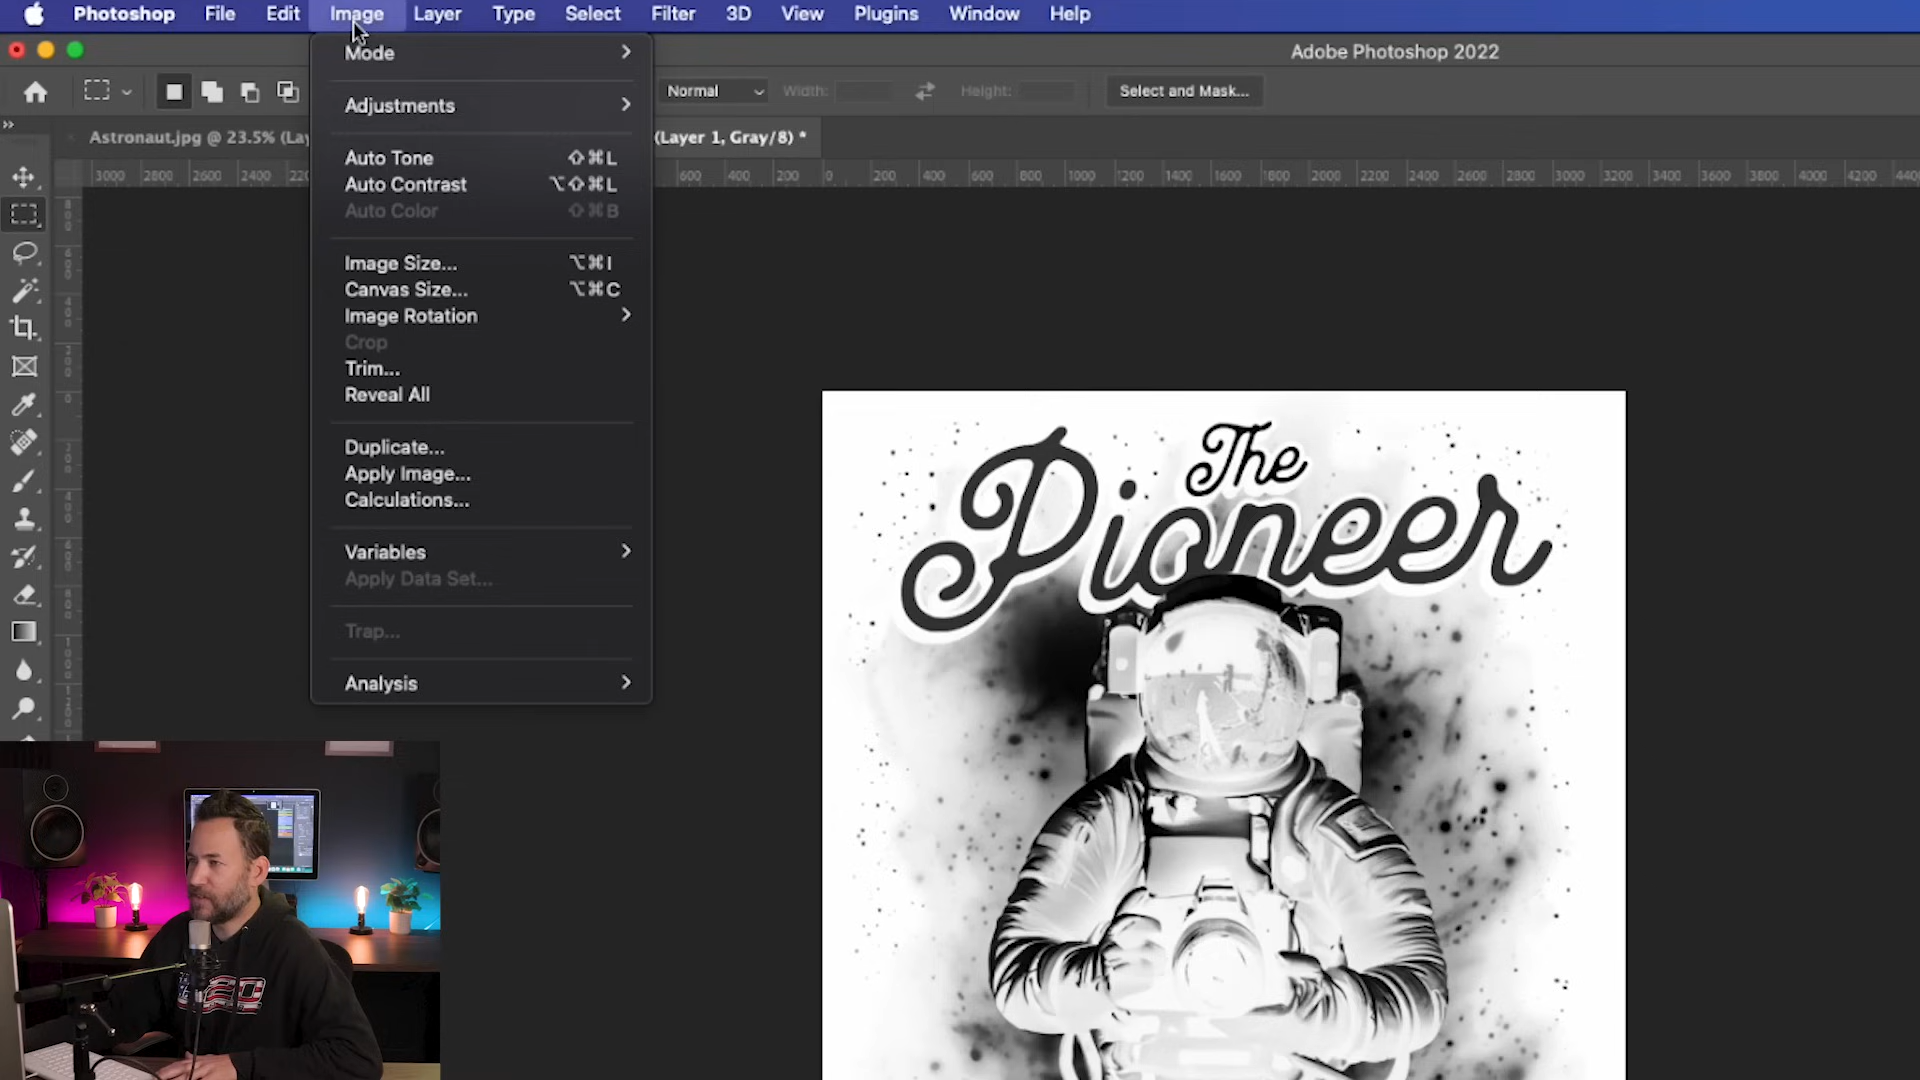 Photoshop File Edit Image Layer Type Select Filter 3D View Plugins Window Help
Adobe Photoshop 2022
Normal Width: Height: Select and Mask...
Astronaut.jpg @ 23.5% (Lay (Layer 1, Gray/8) *
3000 2800 2600 2400 220 600 400 200 0 200 400 600 800 1000 1200 1400 1600 1800 2000 2200 2400 2600 2800 3000 3200 3400 3600 3800 4000 4200 4400
Mode
Adjustments
Auto Tone ⇧⌘L
Auto Contrast ⌥⇧⌘L
Auto Color ⇧⌘B
Image Size... ⌥⌘I
Canvas Size... ⌥⌘C
Image Rotation
Crop
Trim...
Reveal All
Duplicate...
Apply Image...
Calculations...
Variables
Apply Data Set...
Trap...
Analysis
The
Pioneer